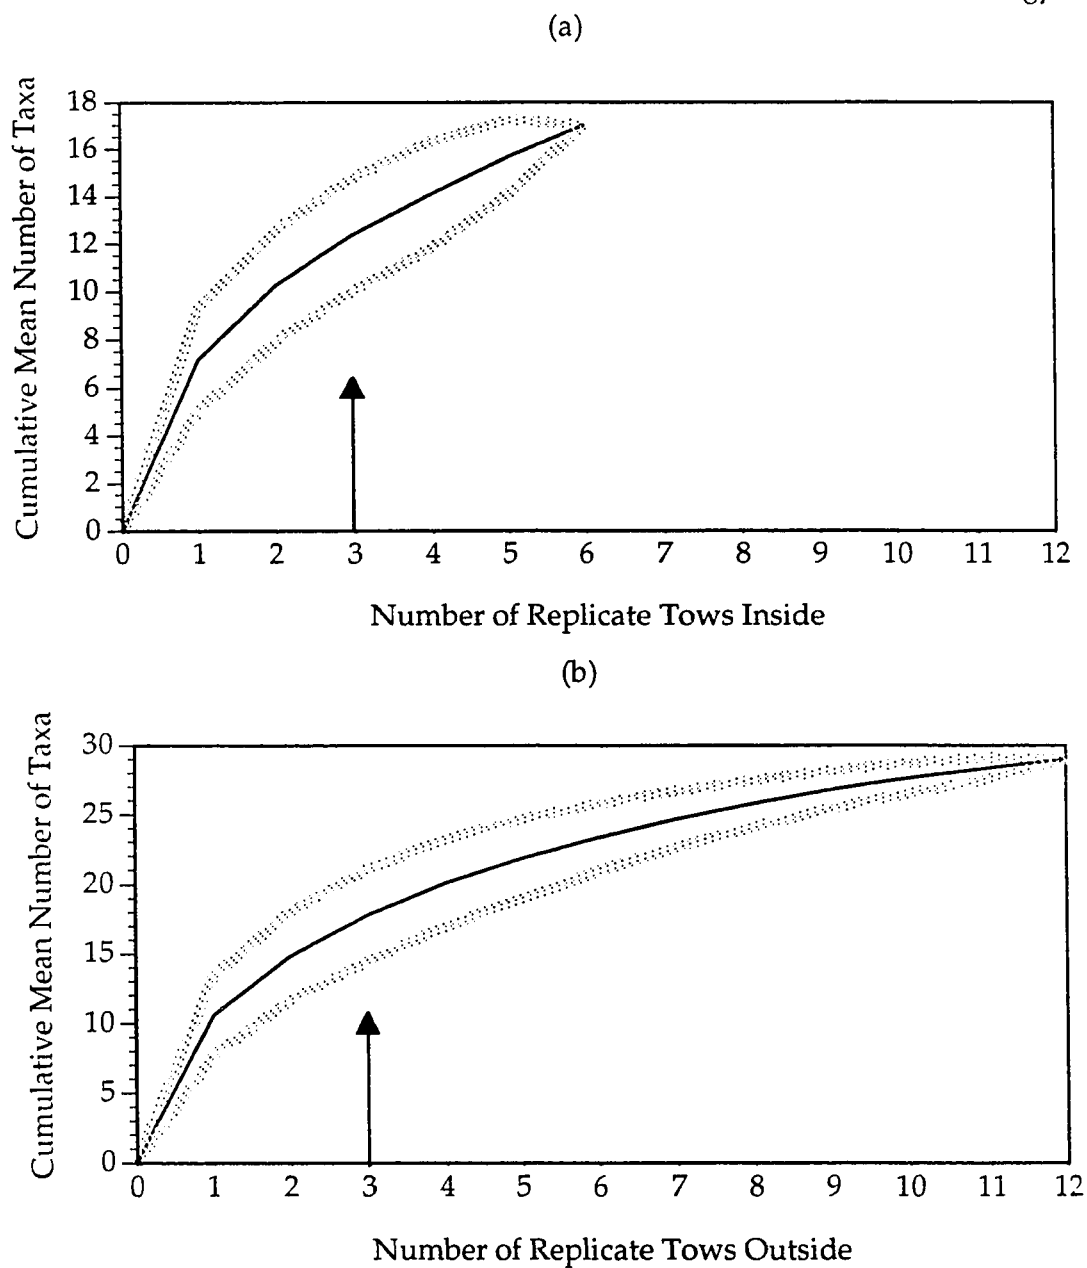 (a)
Cumulative Mean Number of Taxa
18
16
14
12
10
8
6
4
2
0
0 1 2 3 4 5 6 7 8 9 10 11 12
Number of Replicate Tows Inside
(b)
Cumulative Mean Number of Taxa
30
25
20
15
10
5
0
0 1 2 3 4 5 6 7 8 9 10 11 12
Number of Replicate Tows Outside